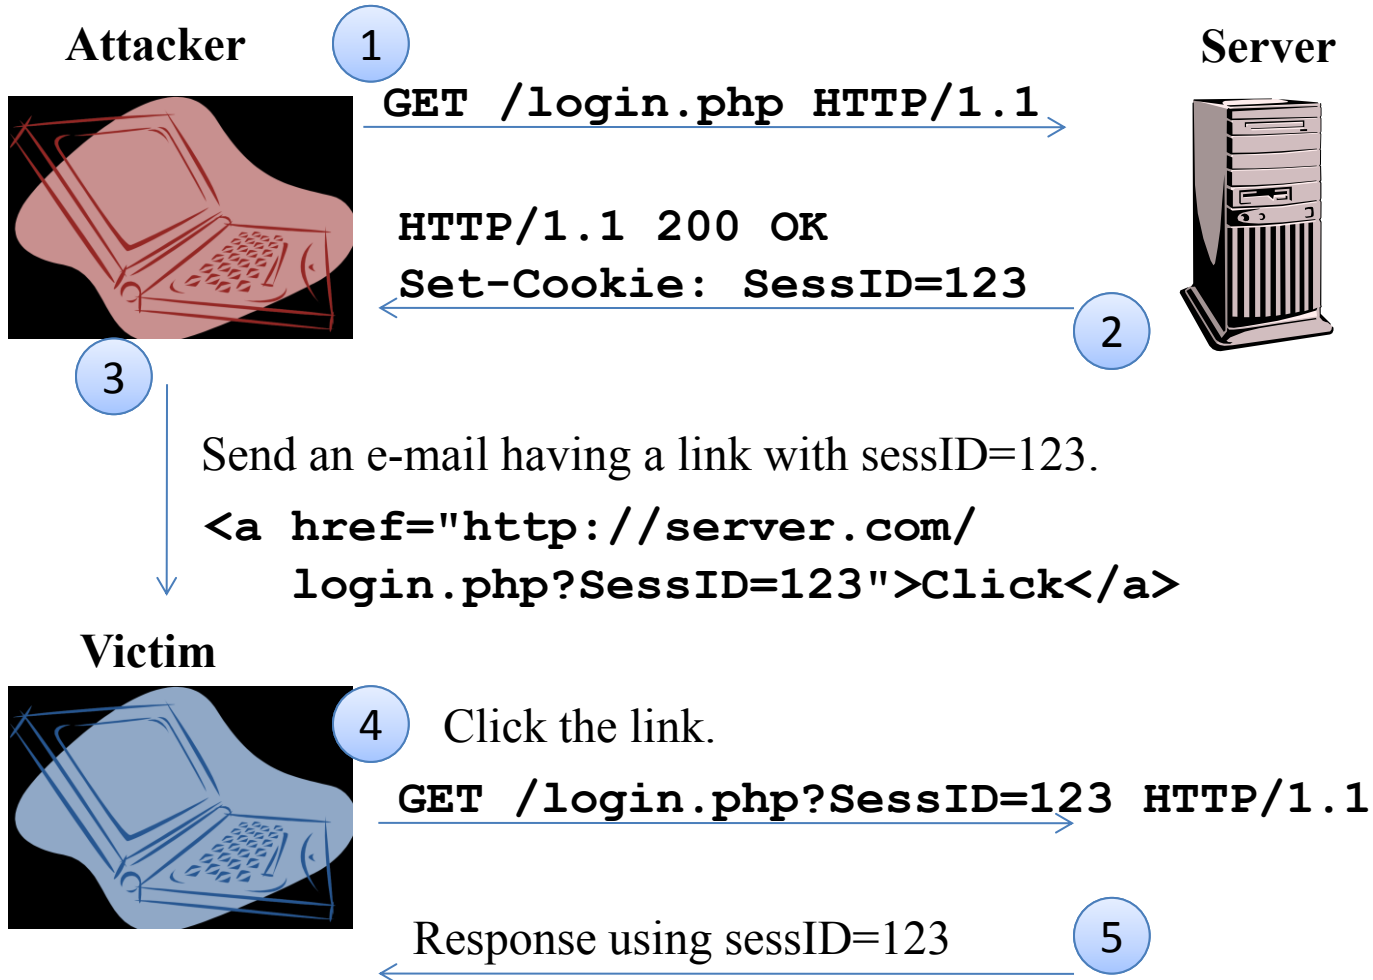 Attacker
1
Server
GET /login.php HTTP/1.1
HTTP/1.1 200 OK
Set-Cookie: SessID=123
2
3
Send an e-mail having a link with sessID=123.
<a href="http://server.com/
login.php?SessID=123">Click</a>
Victim
4
Click the link.
GET /login.php?SessID=123 HTTP/1.1
Response using sessID=123
5